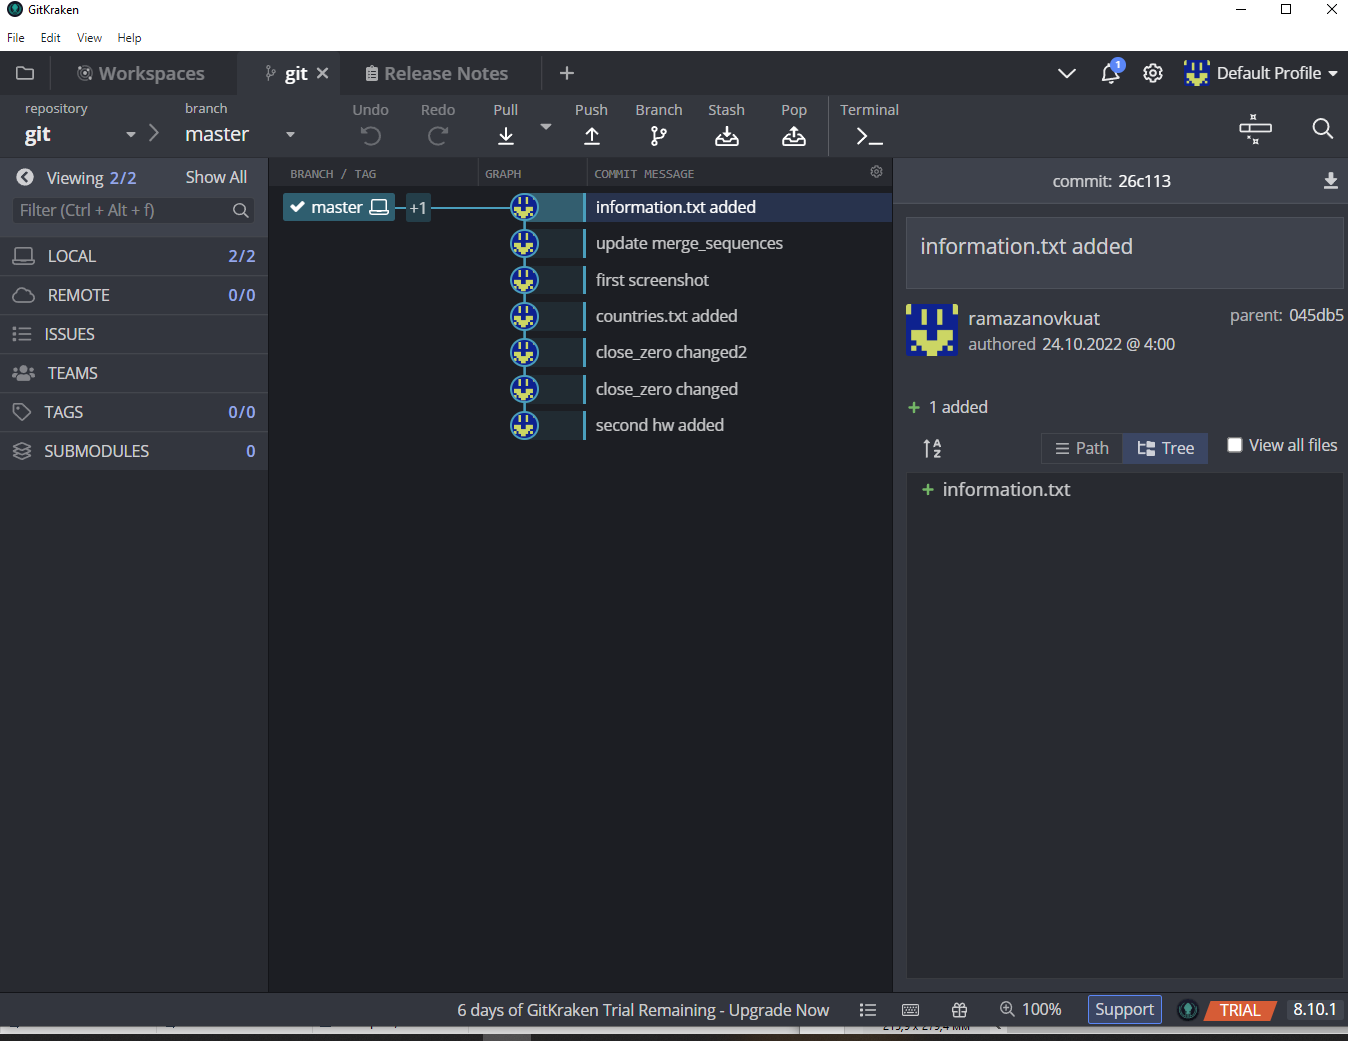 GitKraken
File Edit View Help
Workspaces git Release Notes 1 Default Profile
repository branch Undo Redo Pull Push Branch Stash Pop Terminal
git master
Viewing 2/2 Show All
Filter (Ctrl + Alt + f)
LOCAL 2/2
REMOTE 0/0
ISSUES
TEAMS
TAGS 0/0
SUBMODULES 0
BRANCH / TAG GRAPH COMMIT MESSAGE
master +1 information.txt added
update merge_sequences
first screenshot
countries.txt added
close_zero changed2
close_zero changed
second hw added
commit: 26c113
information.txt added
ramazanovkuat parent: 045db5
authored 24.10.2022 @ 4:00
+ 1 added
A Z Path Tree View all files
+ information.txt
6 days of GitKraken Trial Remaining - Upgrade Now 100% Support TRIAL 8.10.1